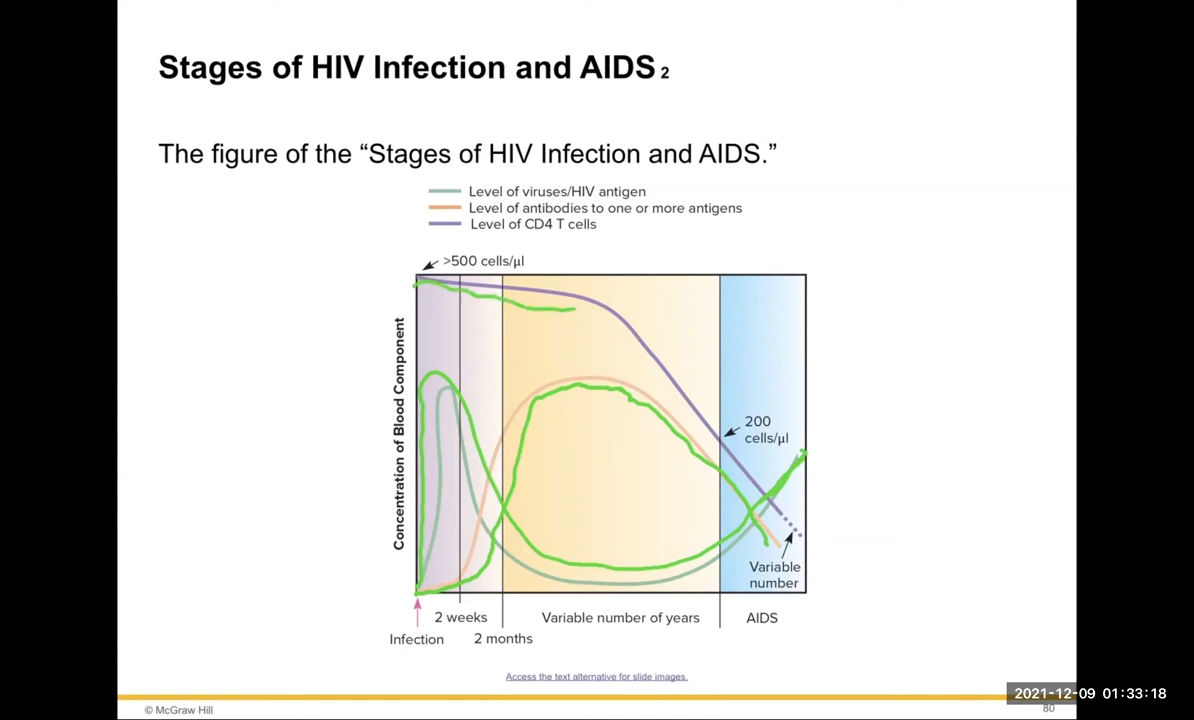 Stages of HIV Infection and AIDS 2
The figure of the “Stages of HIV Infection and AIDS.”
Level of viruses/HIV antigen
Level of antibodies to one or more antigens
Level of CD4 T cells
>500 cells/µl
Concentration of Blood Component
200
cells/µl
Variable
number
2 weeks
Variable number of years
AIDS
Infection
2 months
Access the text alternative for slide images.
2021-12-09 01:33:18
© McGraw Hill
80